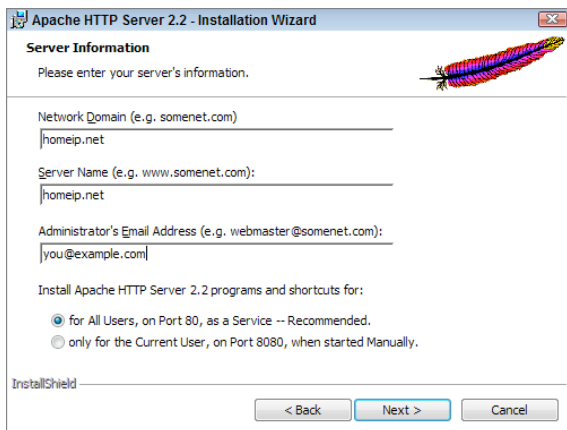 Apache HTTP Server 2.2 - Installation Wizard
Server Information
Please enter your server's information.
Network Domain (e.g. somenet.com)
homeip.net
Server Name (e.g. www.somenet.com):
homeip.net
Administrator's Email Address (e.g. webmaster@somenet.com):
you@example.com
Install Apache HTTP Server 2.2 programs and shortcuts for:
for All Users, on Port 80, as a Service -- Recommended.
only for the Current User, on Port 8080, when started Manually.
InstallShield
< Back Next > Cancel